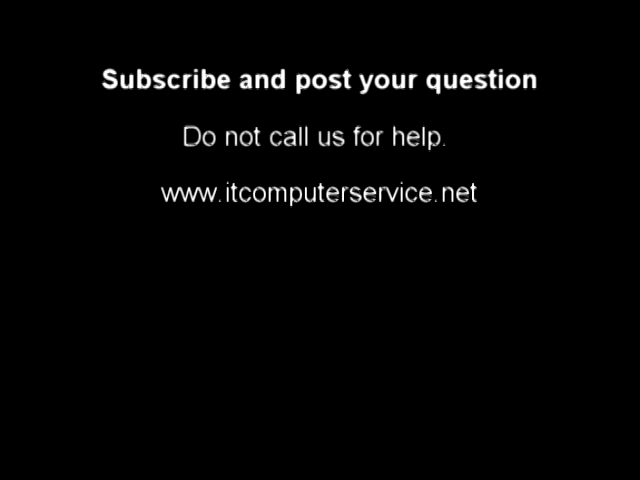 Subscribe and post your question
Do not call us for help.
www.itcomputerservice.net